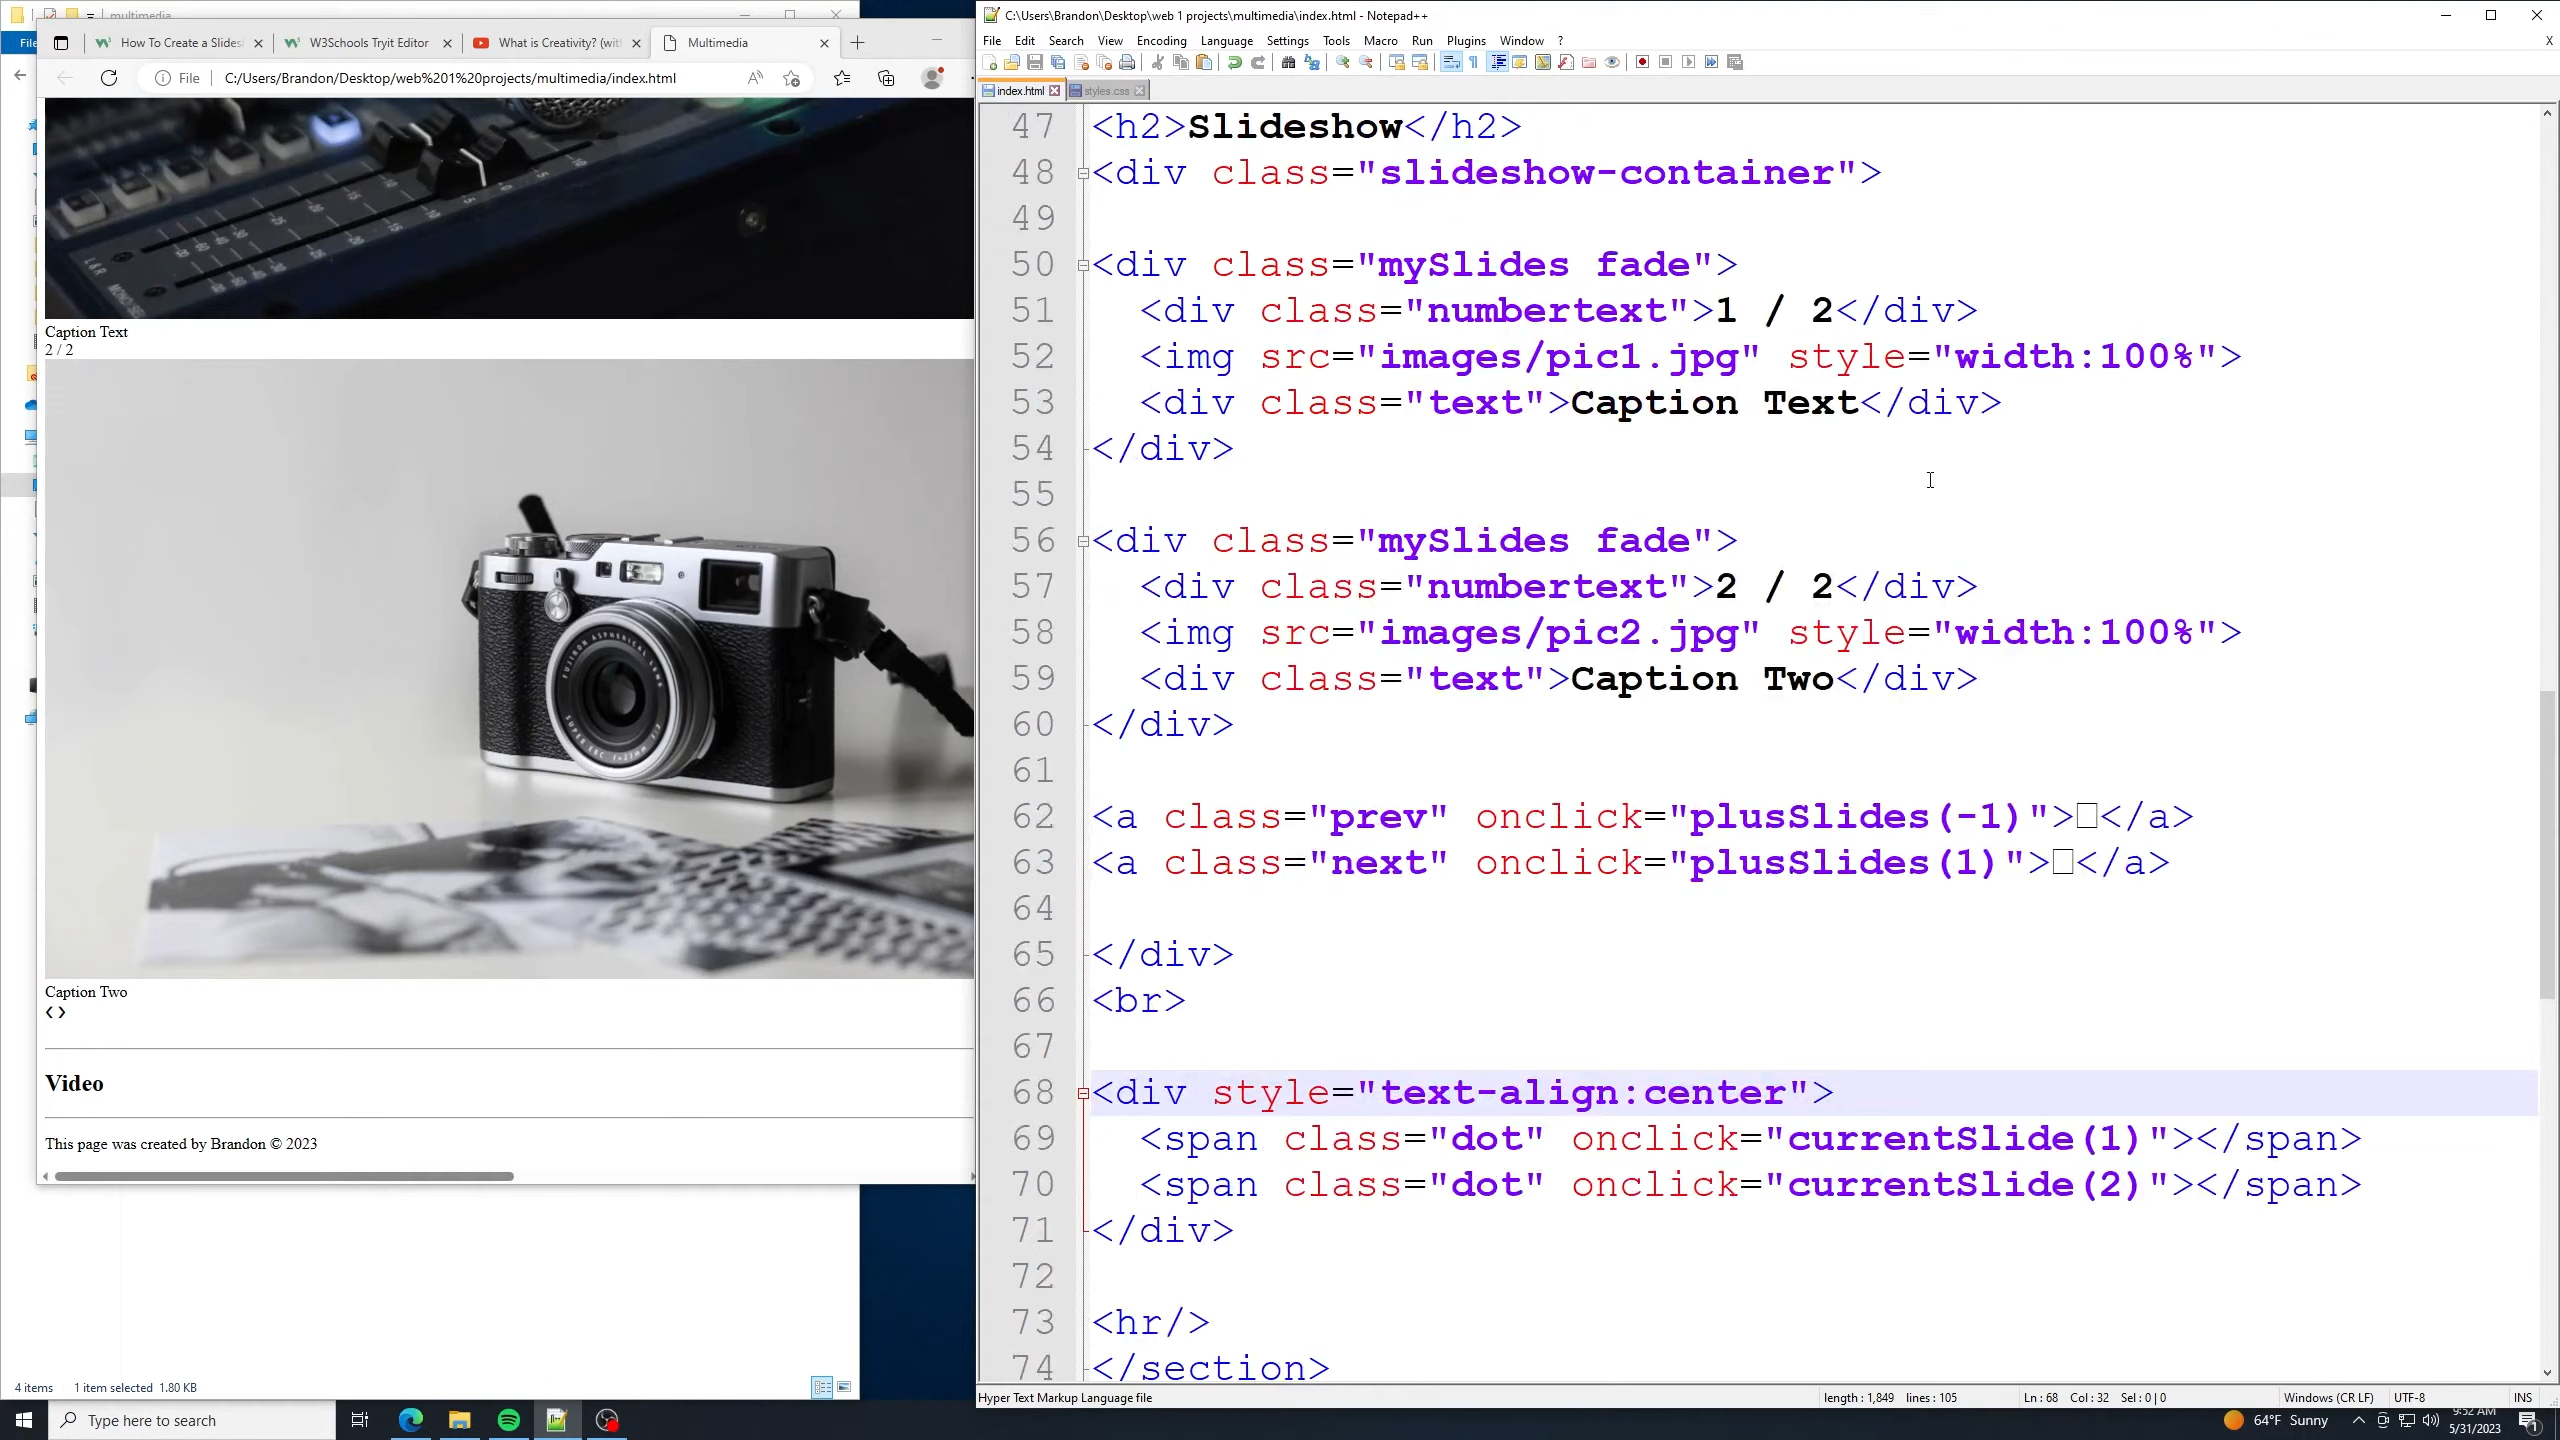 multimedia
File
How To Create a Slides
W3Schools Tryit Editor
What is Creativity? (wit
Multimedia
File
C:/Users/Brandon/Desktop/web%201%20projects/multimedia/index.html
L&R
Caption Text
2 / 2
FUJINON ASPHERICAL LENS
Caption Two
‹ ›
Video
This page was created by Brandon © 2023
4 items 1 item selected 1.80 KB
C:\Users\Brandon\Desktop\web 1 projects\multimedia\index.html - Notepad++
File Edit Search View Encoding Language Settings Tools Macro Run Plugins Window ? X
index.html styles.css
47 <h2>Slideshow</h2>
48 <div class="slideshow-container">
49
50 <div class="mySlides fade">
51 <div class="numbertext">1 / 2</div>
52 <img src="images/pic1.jpg" style="width:100%">
53 <div class="text">Caption Text</div>
54 </div>
55
56 <div class="mySlides fade">
57 <div class="numbertext">2 / 2</div>
58 <img src="images/pic2.jpg" style="width:100%">
59 <div class="text">Caption Two</div>
60 </div>
61
62 <a class="prev" onclick="plusSlides(-1)">□</a>
63 <a class="next" onclick="plusSlides(1)">□</a>
64
65 </div>
66 <br>
67
68 <div style="text-align:center">
69 <span class="dot" onclick="currentSlide(1)"></span>
70 <span class="dot" onclick="currentSlide(2)"></span>
71 </div>
72
73 <hr/>
74 </section>
Hyper Text Markup Language file length : 1,849 lines : 105 Ln : 68 Col : 32 Sel : 0 | 0 Windows (CR LF) UTF-8 INS
Type here to search
64°F Sunny
9:52 AM
5/31/2023